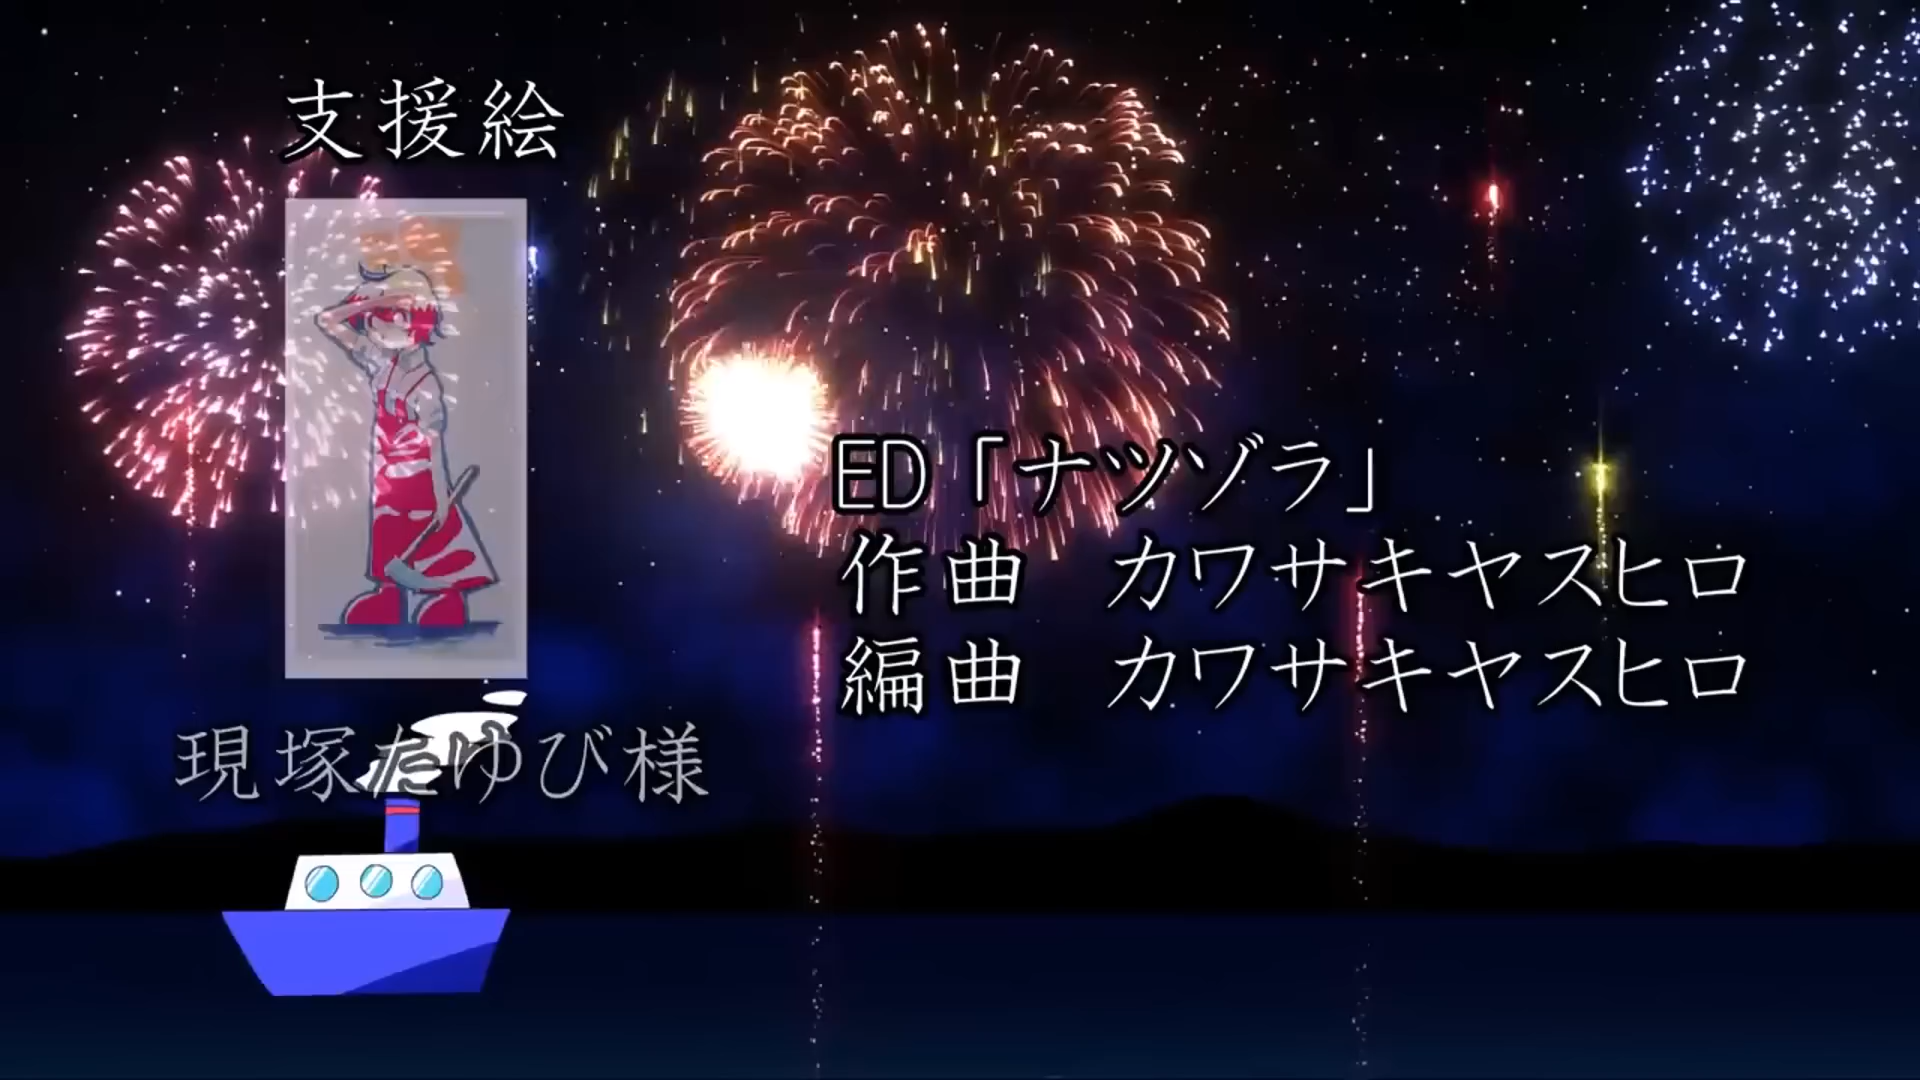 支援絵
現塚たゆび様
ED「ナツゾラ」
作曲　カワサキヤスヒロ
編曲　カワサキヤスヒロ